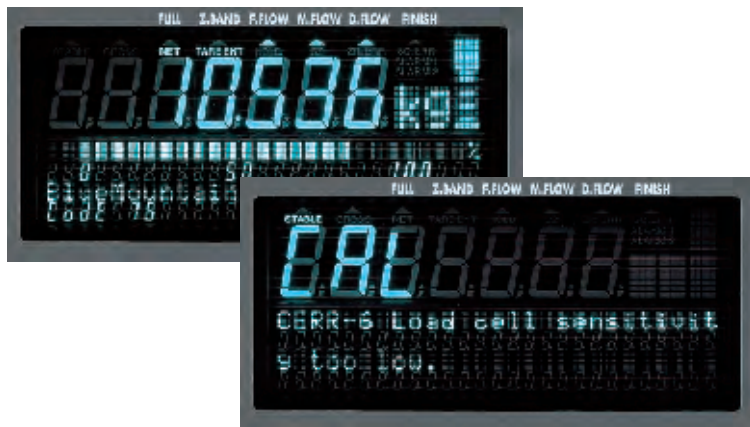 FULL Z.BAND F.FLOW M.FLOW D.FLOW FINISH
NET TARE ENT
10.536 kg
%
0 50 100
Code
FULL Z.BAND F.FLOW M.FLOW D.FLOW FINISH
STABLE
CAL
CERR-6 Load cell sensitivit
y too low.